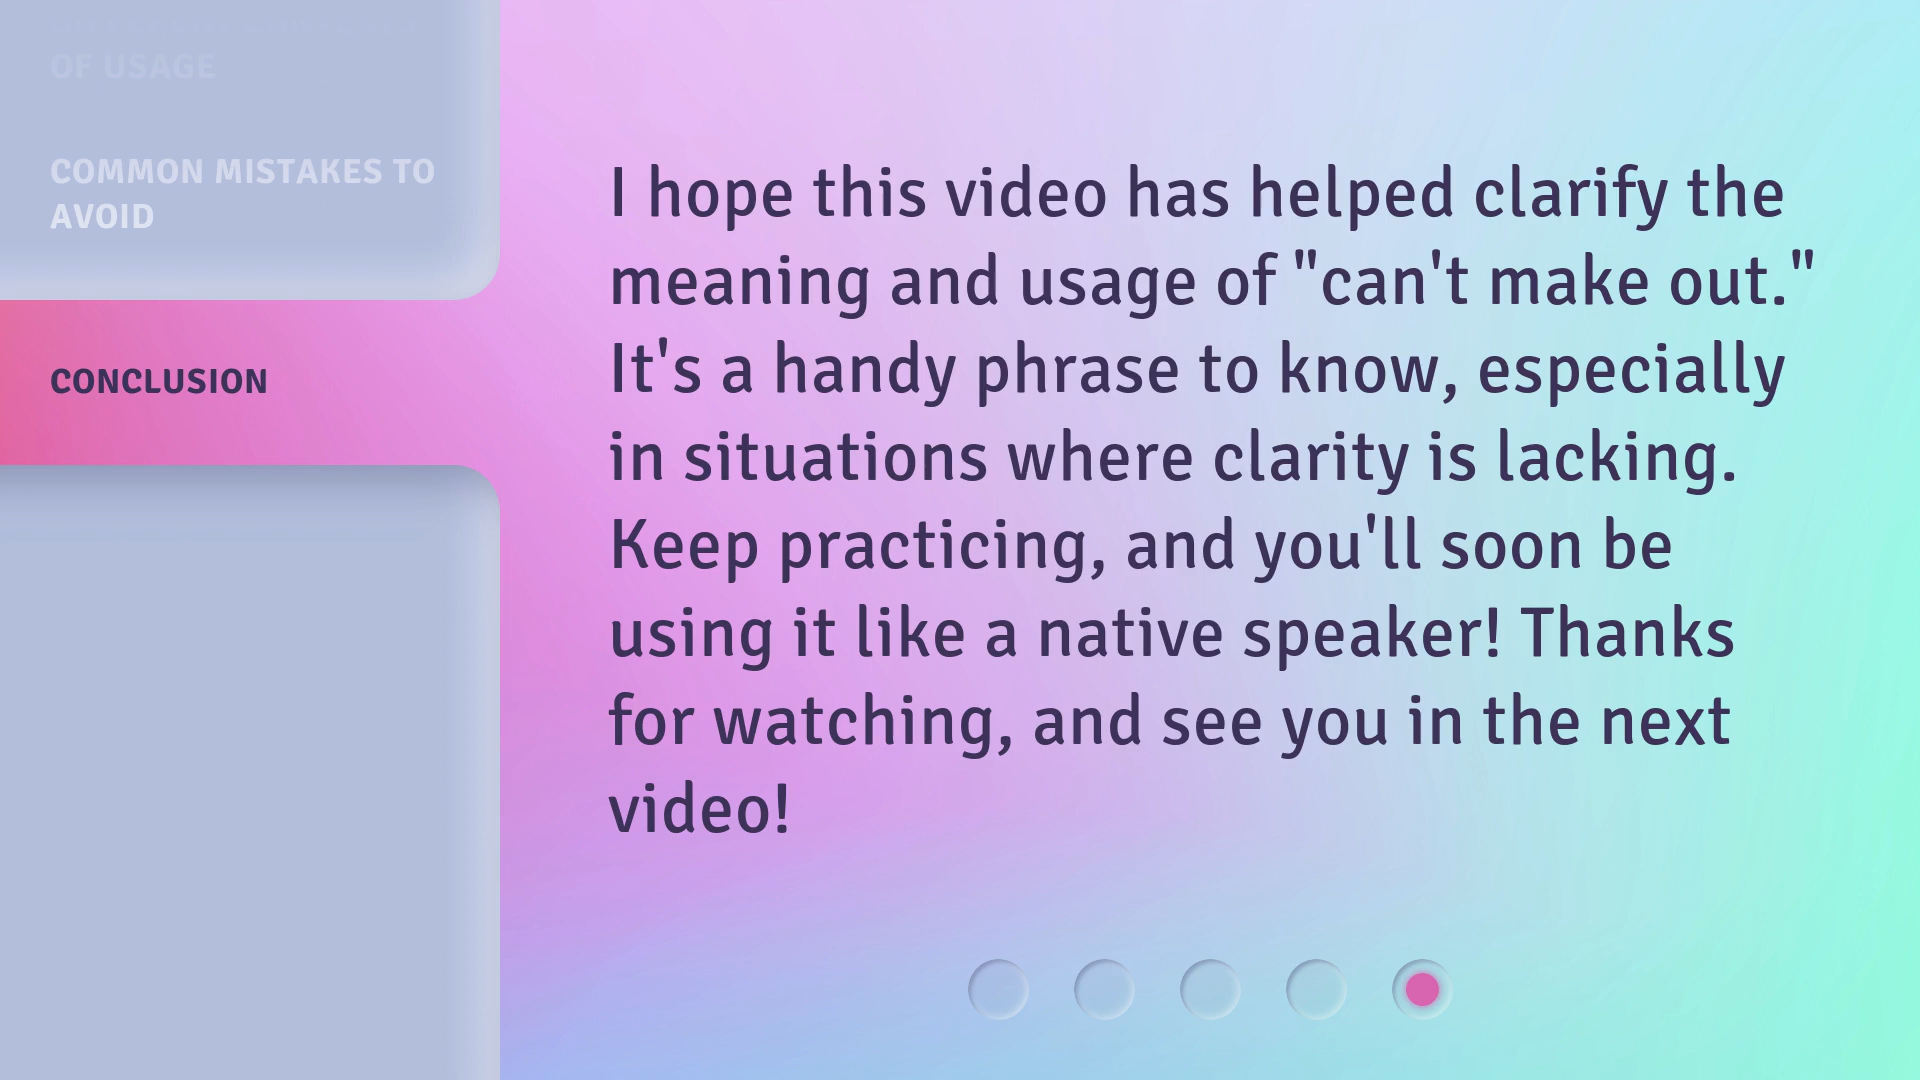 OF USAGE
COMMON MISTAKES TO
AVOID
CONCLUSION
I hope this video has helped clarify the
meaning and usage of "can't make out."
It's a handy phrase to know, especially
in situations where clarity is lacking.
Keep practicing, and you'll soon be
using it like a native speaker! Thanks
for watching, and see you in the next
video!